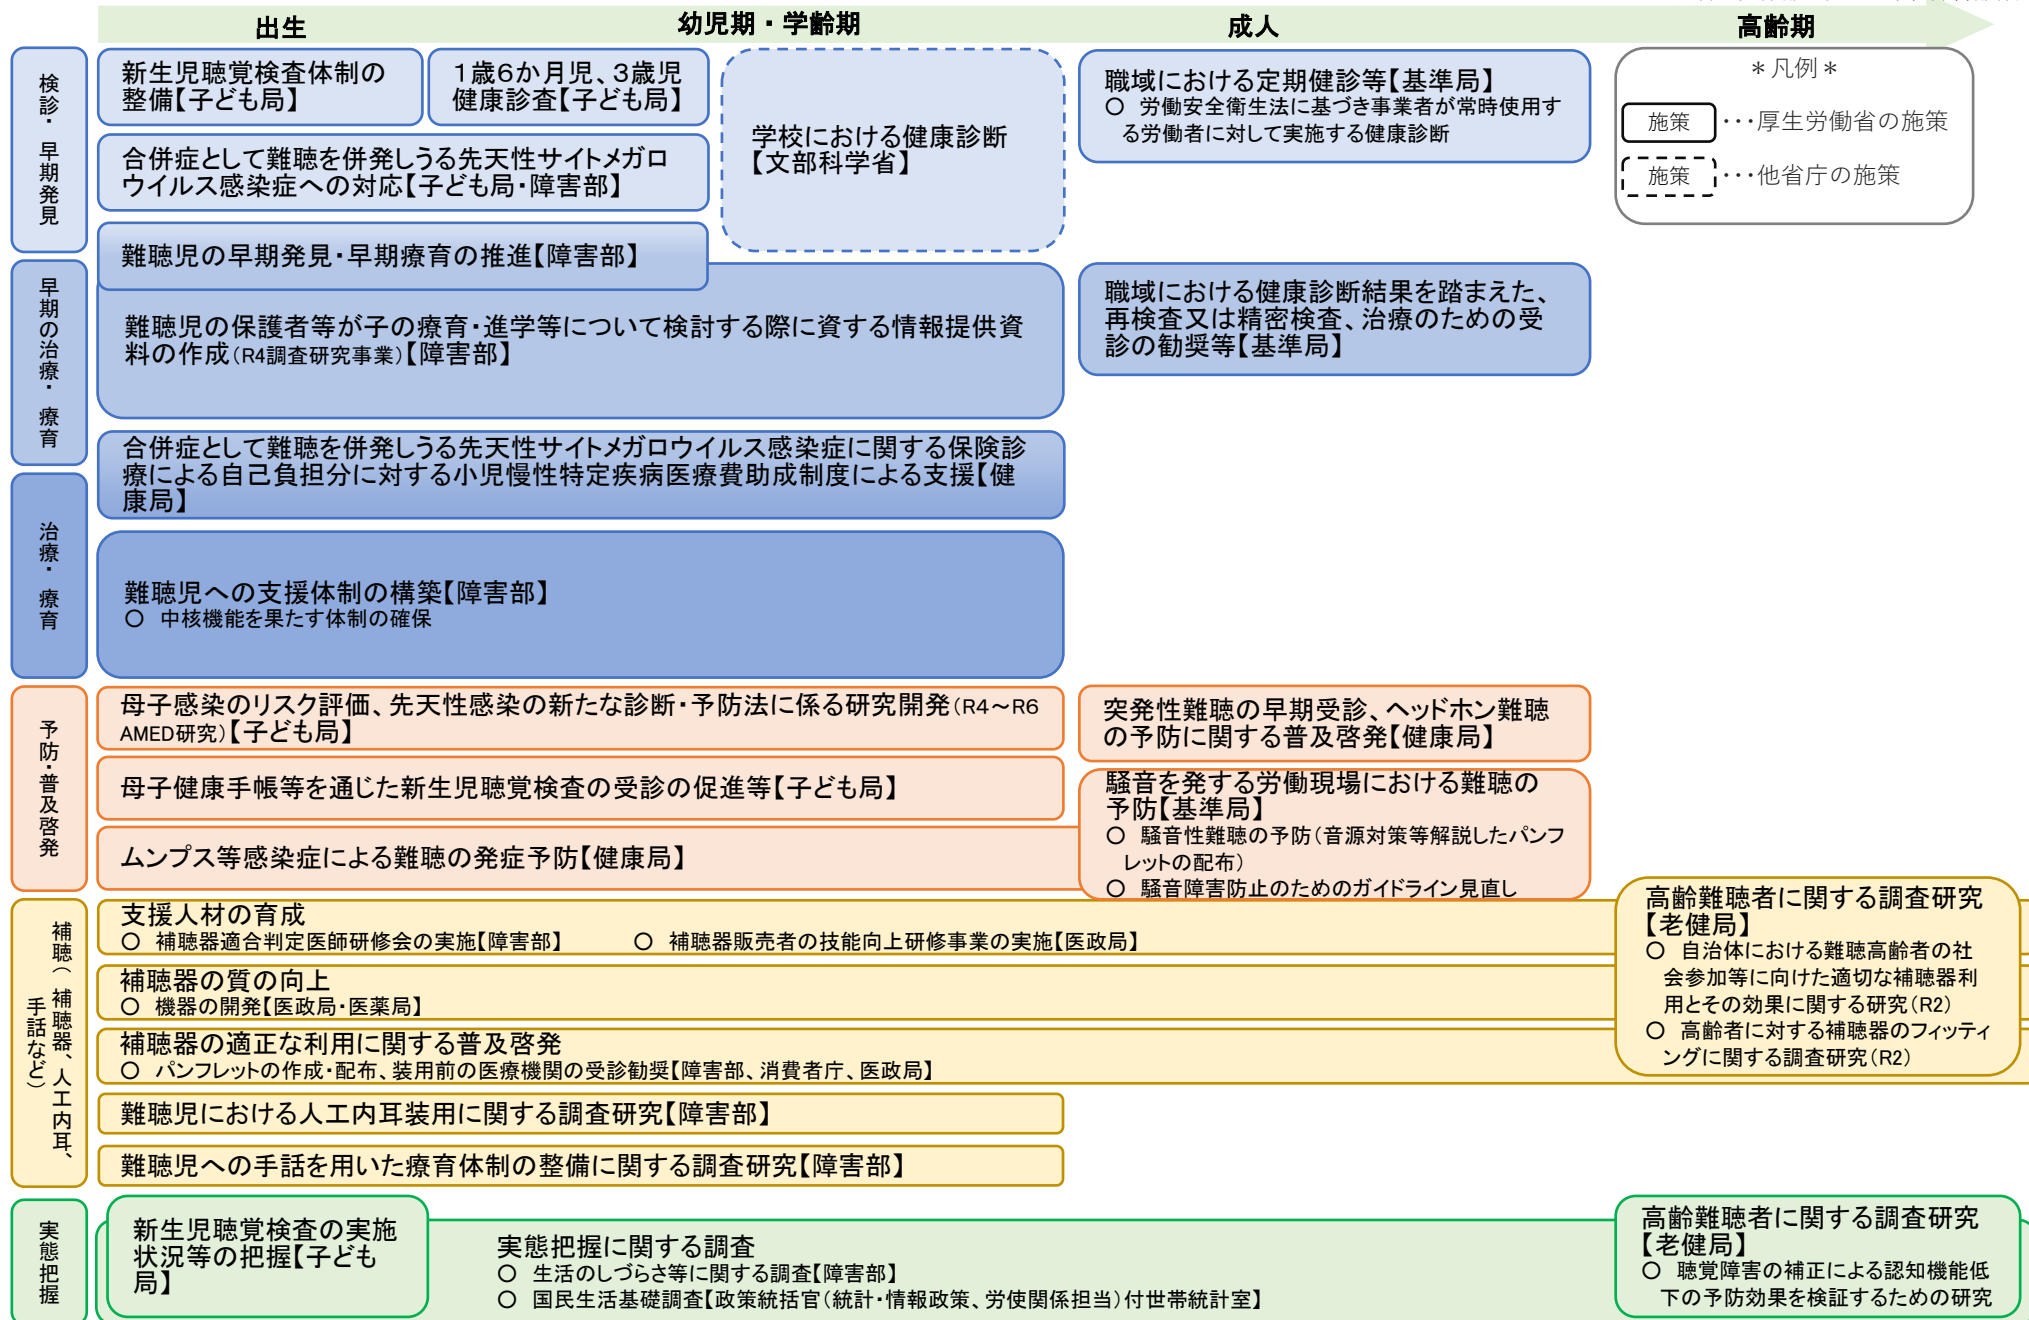 出生
幼児期・学齢期
成人
高齢期
検診・早期発見
新生児聴覚検査体制の
整備【子ども局】
１歳６か月児、３歳児
健康診査【子ども局】
学校における健康診断
【文部科学省】
職域における定期健診等【基準局】
○ 労働安全衛生法に基づき事業者が常時使用す
る労働者に対して実施する健康診断
＊凡例＊
施策
・・・厚生労働省の施策
施策
・・・他省庁の施策
合併症として難聴を併発しうる先天性サイトメガロ
ウイルス感染症への対応【子ども局・障害部】
難聴児の早期発見・早期療育の推進【障害部】
早期の治療・療育
難聴児の保護者等が子の療育・進学等について検討する際に資する情報提供資
料の作成（R4調査研究事業）【障害部】
職域における健康診断結果を踏まえた、
再検査又は精密検査、治療のための受
診の勧奨等【基準局】
合併症として難聴を併発しうる先天性サイトメガロウイルス感染症に関する保険診
療による自己負担分に対する小児慢性特定疾病医療費助成制度による支援【健
康局】
治療・療育
難聴児への支援体制の構築【障害部】
○ 中核機能を果たす体制の確保
予防・普及啓発
母子感染のリスク評価、先天性感染の新たな診断・予防法に係る研究開発（R4～R6
AMED研究）【子ども局】
母子健康手帳等を通じた新生児聴覚検査の受診の促進等【子ども局】
ムンプス等感染症による難聴の発症予防【健康局】
突発性難聴の早期受診、ヘッドホン難聴
の予防に関する普及啓発【健康局】
騒音を発する労働現場における難聴の
予防【基準局】
○ 騒音性難聴の予防（音源対策等解説したパンフ
レットの配布）
○ 騒音障害防止のためのガイドライン見直し
補聴（補聴器、人工内耳、
手話など）
支援人材の育成
○ 補聴器適合判定医師研修会の実施【障害部】 ○ 補聴器販売者の技能向上研修事業の実施【医政局】
補聴器の質の向上
○ 機器の開発【医政局・医薬局】
補聴器の適正な利用に関する普及啓発
○ パンフレットの作成・配布、装用前の医療機関の受診勧奨【障害部、消費者庁、医政局】
難聴児における人工内耳装用に関する調査研究【障害部】
難聴児への手話を用いた療育体制の整備に関する調査研究【障害部】
高齢難聴者に関する調査研究
【老健局】
○ 自治体における難聴高齢者の社
会参加等に向けた適切な補聴器利
用とその効果に関する研究（R2）
○ 高齢者に対する補聴器のフィッティ
ングに関する調査研究（R2）
実態把握
新生児聴覚検査の実施
状況等の把握【子ども
局】
実態把握に関する調査
○ 生活のしづらさ等に関する調査【障害部】
○ 国民生活基礎調査【政策統括官（統計・情報政策、労使関係担当）付世帯統計室】
高齢難聴者に関する調査研究
【老健局】
○ 聴覚障害の補正による認知機能低
下の予防効果を検証するための研究